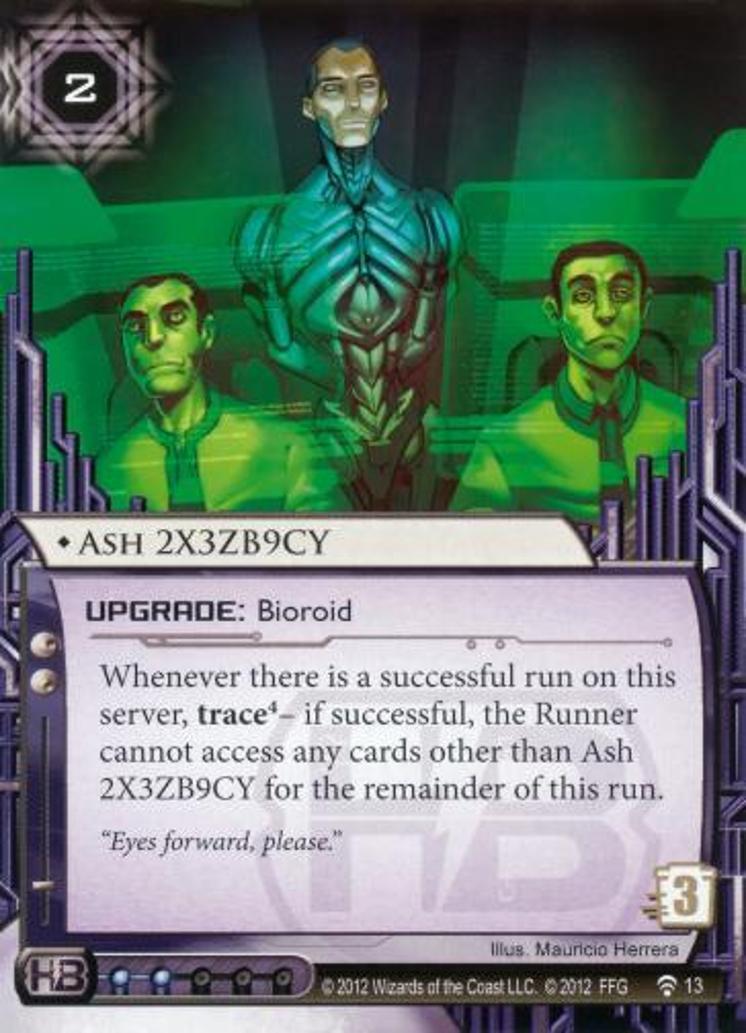 2
◆ ASH 2X3ZB9CY
UPGRADE: Bioroid
Whenever there is a successful run on this
server, trace⁴– if successful, the Runner
cannot access any cards other than Ash
2X3ZB9CY for the remainder of this run.
“Eyes forward, please.”
3
Illus. Mauricio Herrera
HB
© 2012 Wizards of the Coast LLC. © 2012 FFG 13